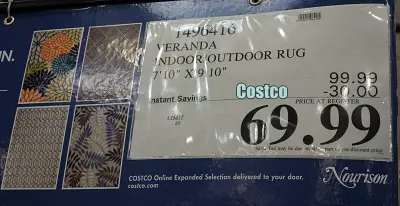 1496416
VERANDA
INDOOR/OUTDOOR RUG
7'10" X 9'10"
99.99
Instant Savings
-30.00
Costco
PRICE AT REGISTER
LIMIT
69.99
COSTCO Online Expanded Selection delivered to your door.
costco.com
Nourison